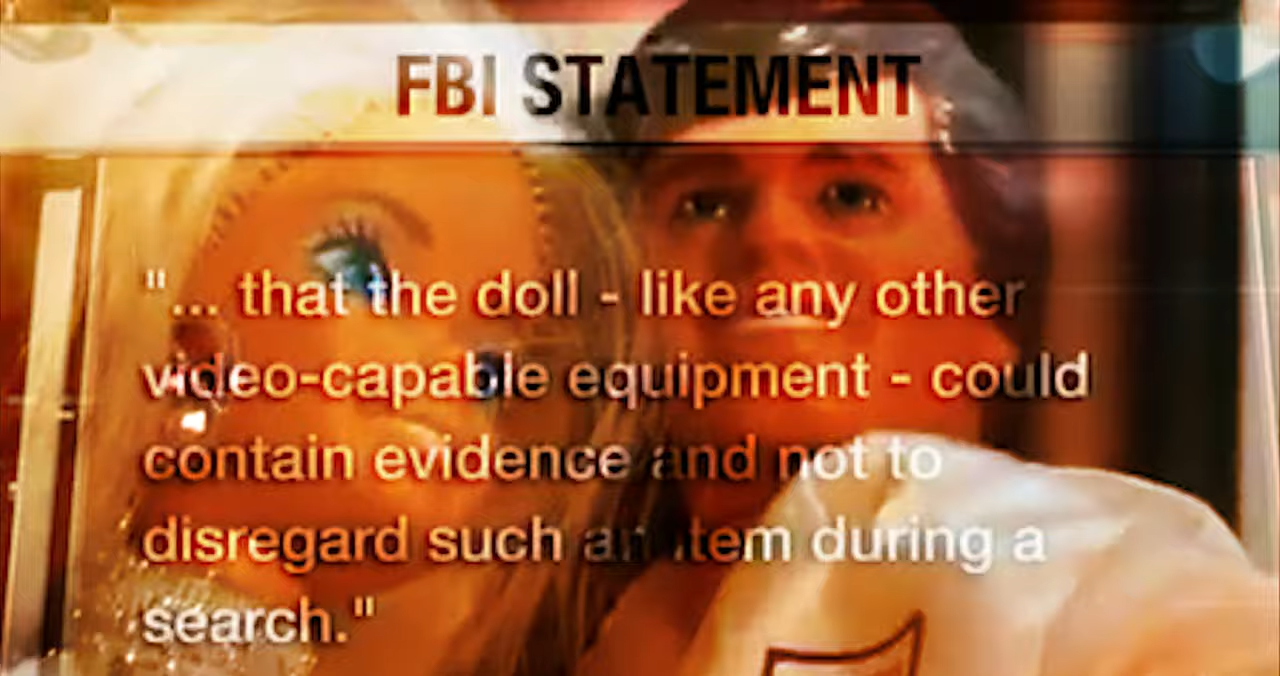 FBI STATEMENT
"... that the doll - like any other
video-capable equipment - could
contain evidence and not to
disregard such an item during a
search."